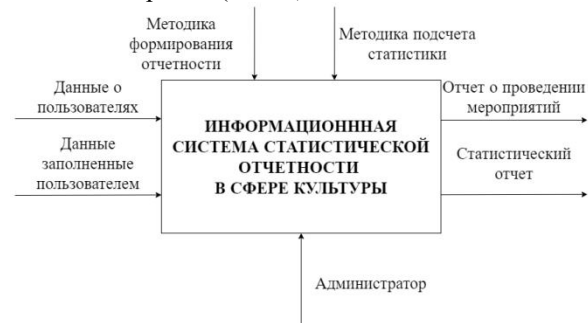 Методика
формирования
отчетности
Методика подсчета
статистики
Данные о
пользователях
Данные
заполненные
пользователем
ИНФОРМАЦИОНННАЯ
СИСТЕМА СТАТИСТИЧЕСКОЙ
ОТЧЕТНОСТИ
В СФЕРЕ КУЛЬТУРЫ
Отчет о проведении
мероприятий
Статистический
отчет
Администратор